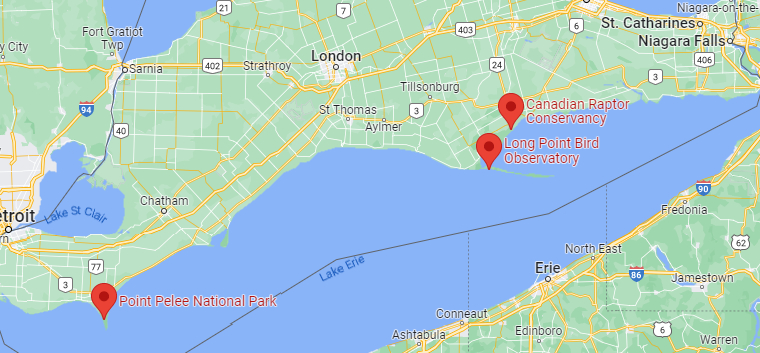 21
7
403
6
St. Catharines
Niagara-on-the-
Niagara Falls
Fort Gratiot
Twp
y City
London
24
406
402
Strathroy
Sarnia
3
Tillsonburg
94
St Thomas
3
Canadian Raptor
Conservancy
40
Aylmer
Long Point Bird
Observatory
90
Chatham
Fredonia
Lake St Clair
etroit
rn
62
North East
77
Lake Erie
Erie
86
3
Jamestown
Point Pelee National Park
Conneaut
Ashtabula
Edinboro
6
Warren